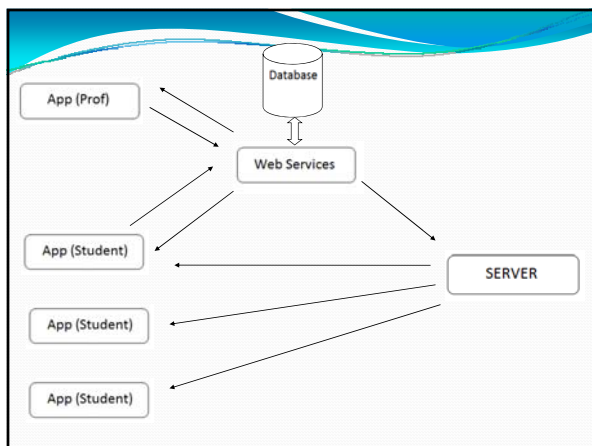 Database
App (Prof)
Web Services
App (Student)
SERVER
App (Student)
App (Student)